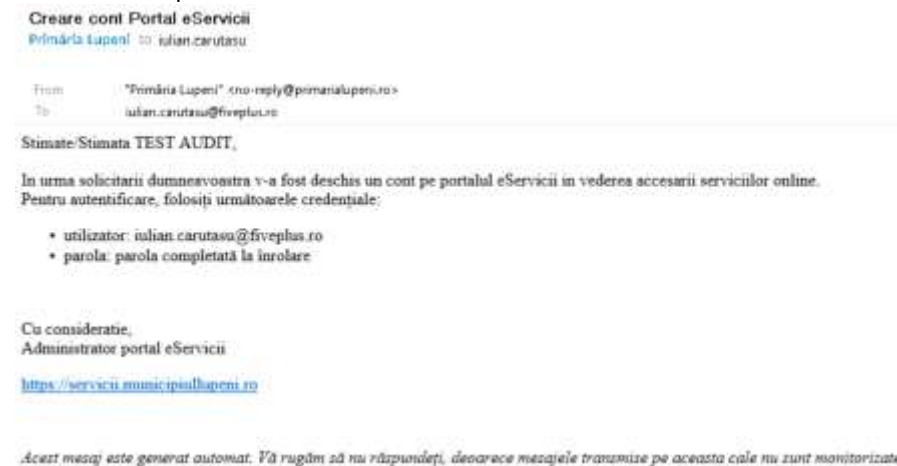 Creare cont Portal eServicii
Primăria Lupeni to iulian.carutasu
From "Primăria Lupeni" <no-reply@primarialupeni.ro>
To iulian.carutasu@fiveplus.ro
Stimate/Stimata TEST AUDIT,
In urma solicitarii dumneavoastra v-a fost deschis un cont pe portalul eServicii in vederea accesarii serviciilor online.
Pentru autentificare, folosiți următoarele credențiale:
• utilizator: iulian.carutasu@fiveplus.ro
• parola: parola completată la înrolare
Cu consideratie,
Administrator portal eServicii
https://servicii.municipiullupeni.ro
Acest mesaj este generat automat. Vă rugăm să nu răspundeți, deoarece mesajele transmise pe aceasta cale nu sunt monitorizate